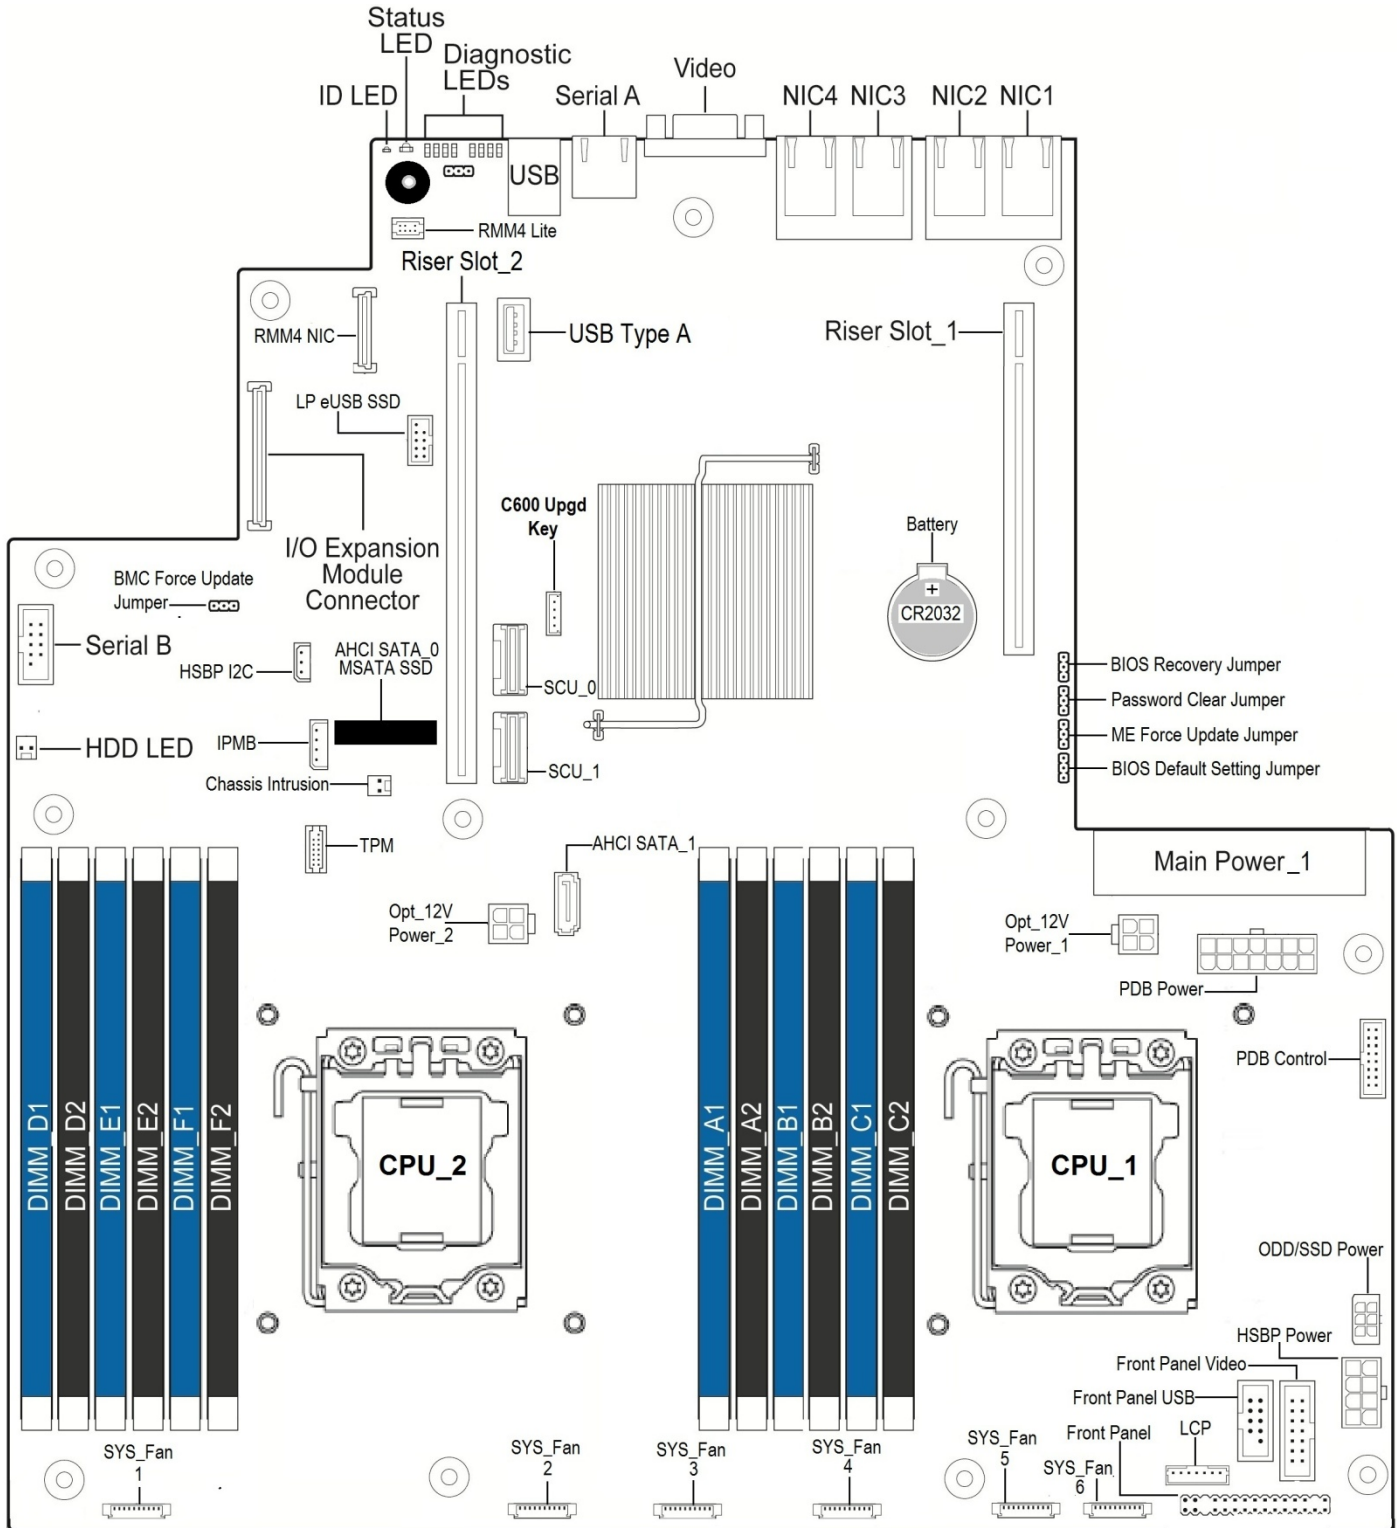 Status
LED
Diagnostic
LEDs
ID LED
Serial A
Video
NIC4
NIC3
NIC2
NIC1
USB
RMM4 Lite
Riser Slot_2
RMM4 NIC
USB Type A
Riser Slot_1
LP eUSB SSD
C600 Upgd
Key
Battery
+
CR2032
I/O Expansion
Module
Connector
BMC Force Update
Jumper
Serial B
HSBP I2C
AHCI SATA_0
MSATA SSD
SCU_0
BIOS Recovery Jumper
Password Clear Jumper
ME Force Update Jumper
BIOS Default Setting Jumper
HDD LED
IPMB
SCU_1
Chassis Intrusion
TPM
AHCI SATA_1
Main Power_1
Opt_12V
Power_2
Opt_12V
Power_1
PDB Power
PDB Control
DIMM_D1
DIMM_D2
DIMM_E1
DIMM_E2
DIMM_F1
DIMM_F2
CPU_2
DIMM_A1
DIMM_A2
DIMM_B1
DIMM_B2
DIMM_C1
DIMM_C2
CPU_1
ODD/SSD Power
HSBP Power
Front Panel Video
Front Panel USB
Front Panel
LCP
SYS_Fan
1
SYS_Fan
2
SYS_Fan
3
SYS_Fan
4
SYS_Fan
5
SYS_Fan
6